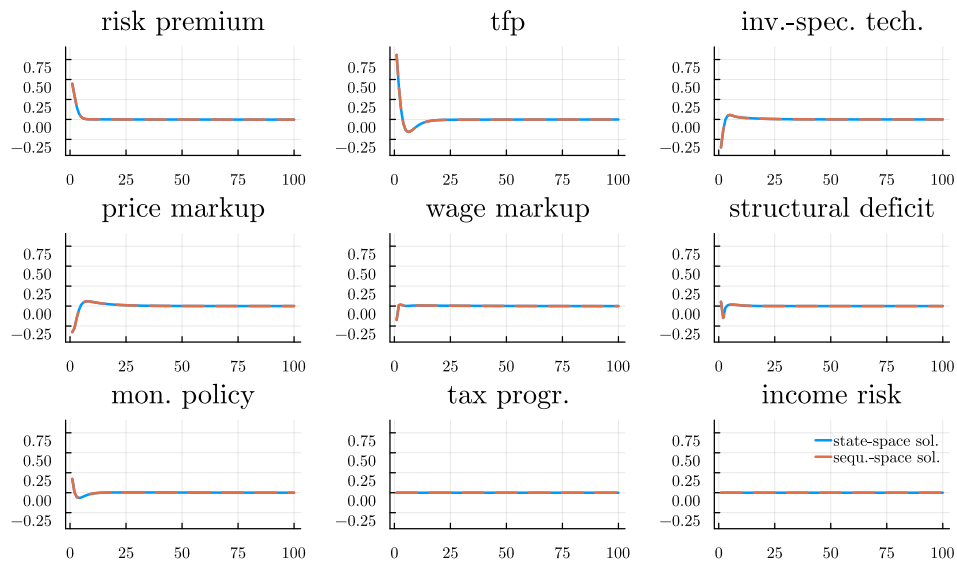 risk premium
0.75
0.50
0.25
0.00
−0.25
0 25 50 75 100
tfp
0.75
0.50
0.25
0.00
−0.25
0 25 50 75 100
inv.-spec. tech.
0.75
0.50
0.25
0.00
−0.25
0 25 50 75 100
price markup
0.75
0.50
0.25
0.00
−0.25
0 25 50 75 100
wage markup
0.75
0.50
0.25
0.00
−0.25
0 25 50 75 100
structural deficit
0.75
0.50
0.25
0.00
−0.25
0 25 50 75 100
mon. policy
0.75
0.50
0.25
0.00
−0.25
0 25 50 75 100
tax progr.
0.75
0.50
0.25
0.00
−0.25
0 25 50 75 100
income risk
0.75
0.50
0.25
0.00
−0.25
0 25 50 75 100
state-space sol.
sequ.-space sol.